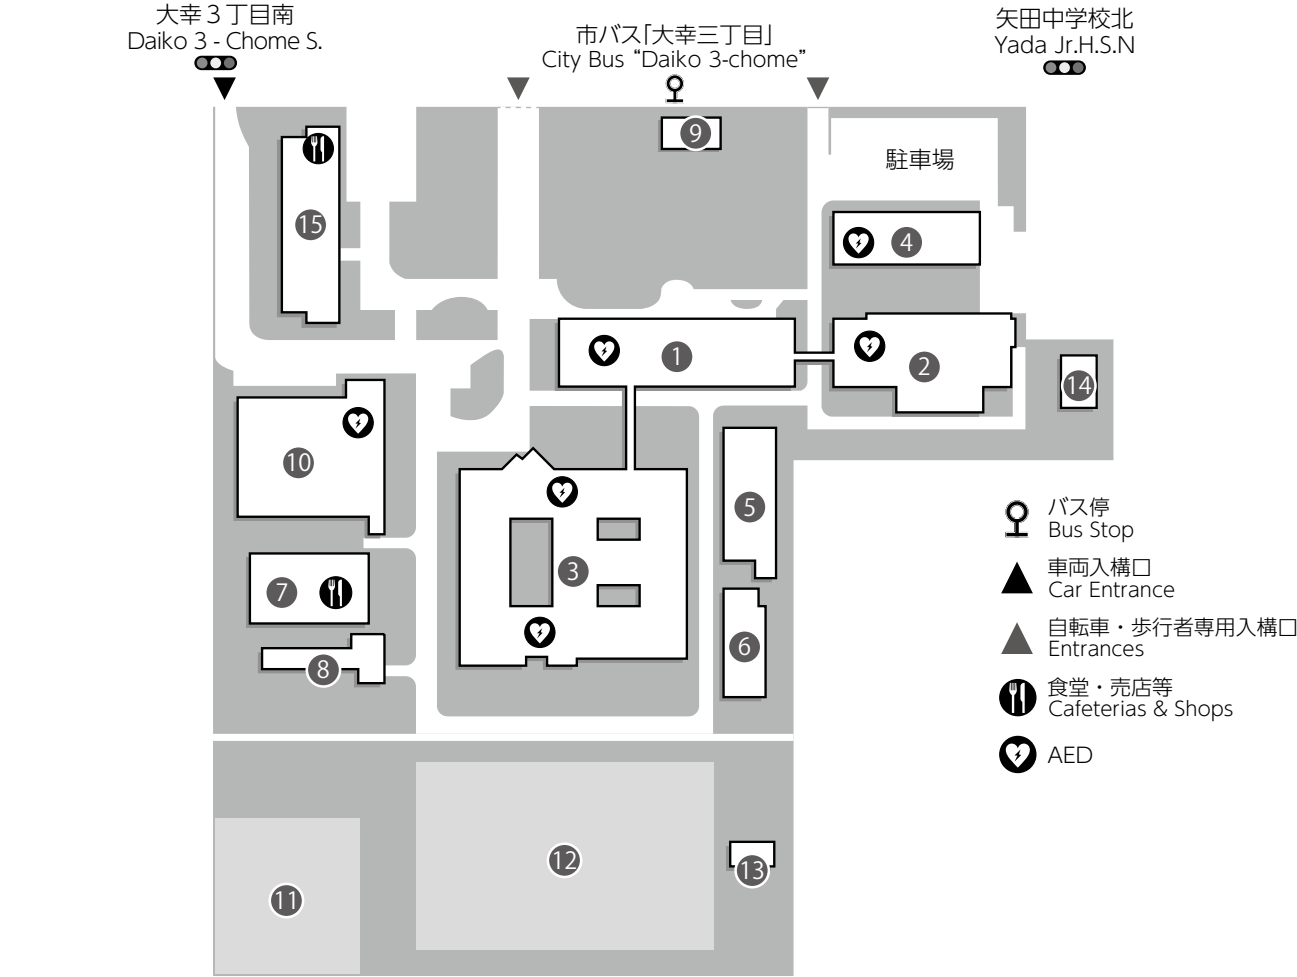 大幸３丁目南
Daiko 3 - Chome S.
市バス｢大幸三丁目｣
City Bus “Daiko 3-chome”
矢田中学校北
Yada Jr.H.S.N
9
駐車場
15
4
1
2
14
10
5
3
7
6
8
12
13
11
バス停
Bus Stop
車両入構口
Car Entrance
自転車・歩行者専用入構口
Entrances
食堂・売店等
Cafeterias & Shops
AED